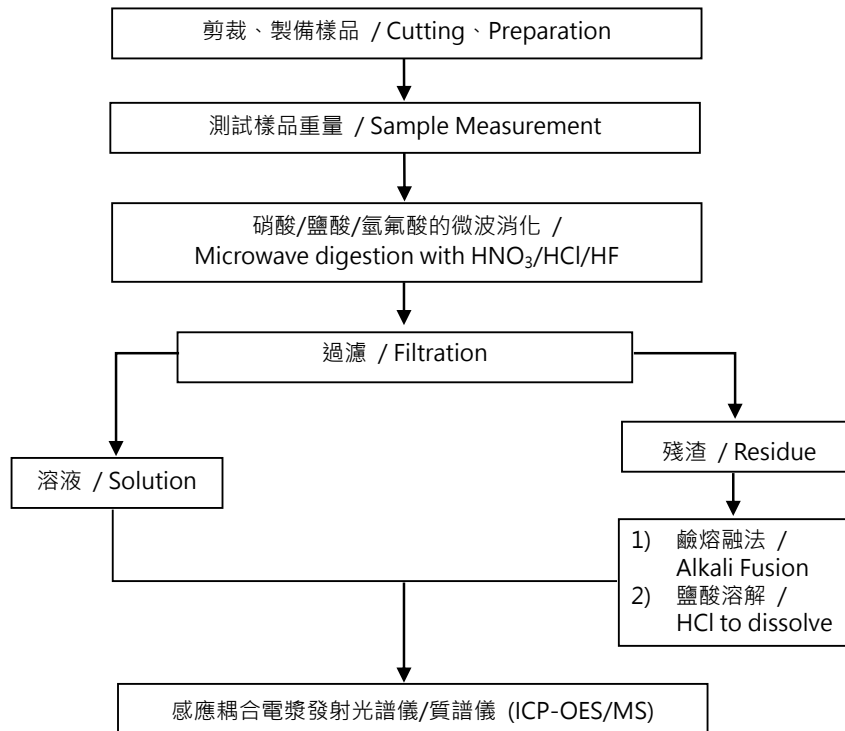 剪裁、製備樣品 / Cutting、Preparation
測試樣品重量 / Sample Measurement
硝酸/鹽酸/氫氟酸的微波消化 /
Microwave digestion with HNO₃/HCl/HF
過濾 / Filtration
溶液 / Solution
殘渣 / Residue
1) 鹼熔融法 /
Alkali Fusion
2) 鹽酸溶解 /
HCl to dissolve
感應耦合電漿發射光譜儀/質譜儀 (ICP-OES/MS)